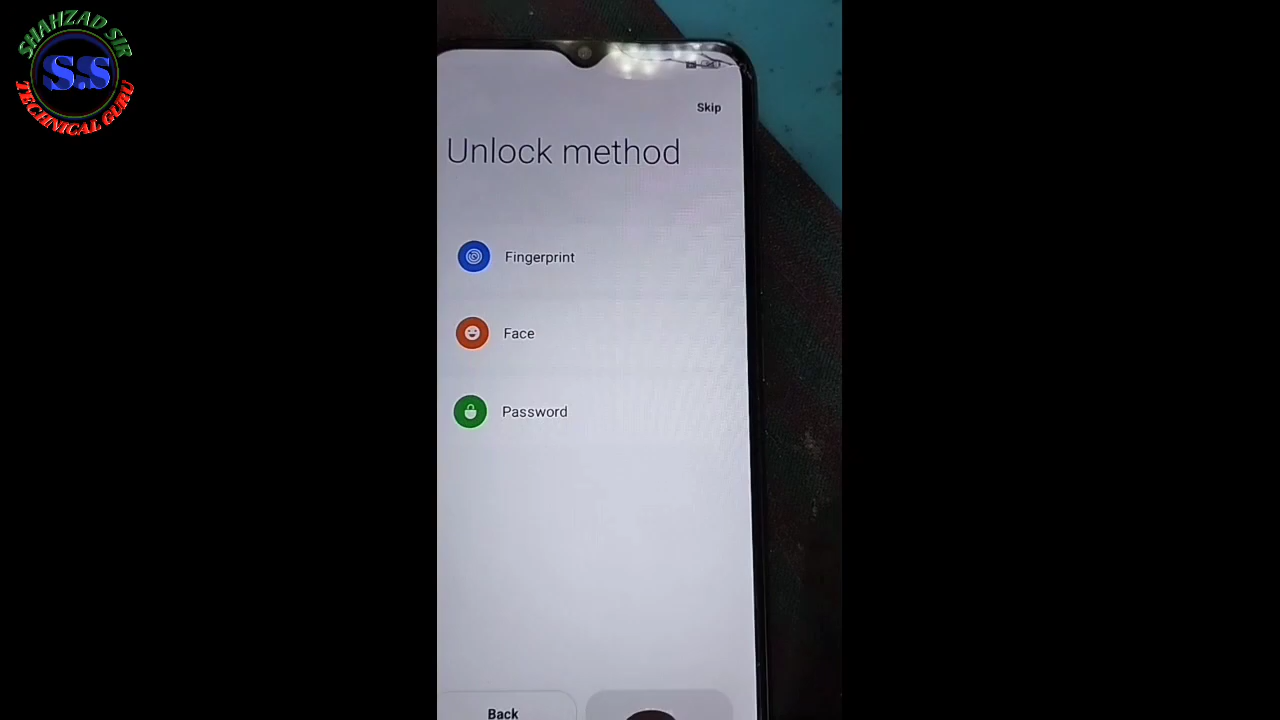 SHAHZAD SIR
S.S
TECHNICAL GURU
Skip
Unlock method
Fingerprint
Face
Password
Back